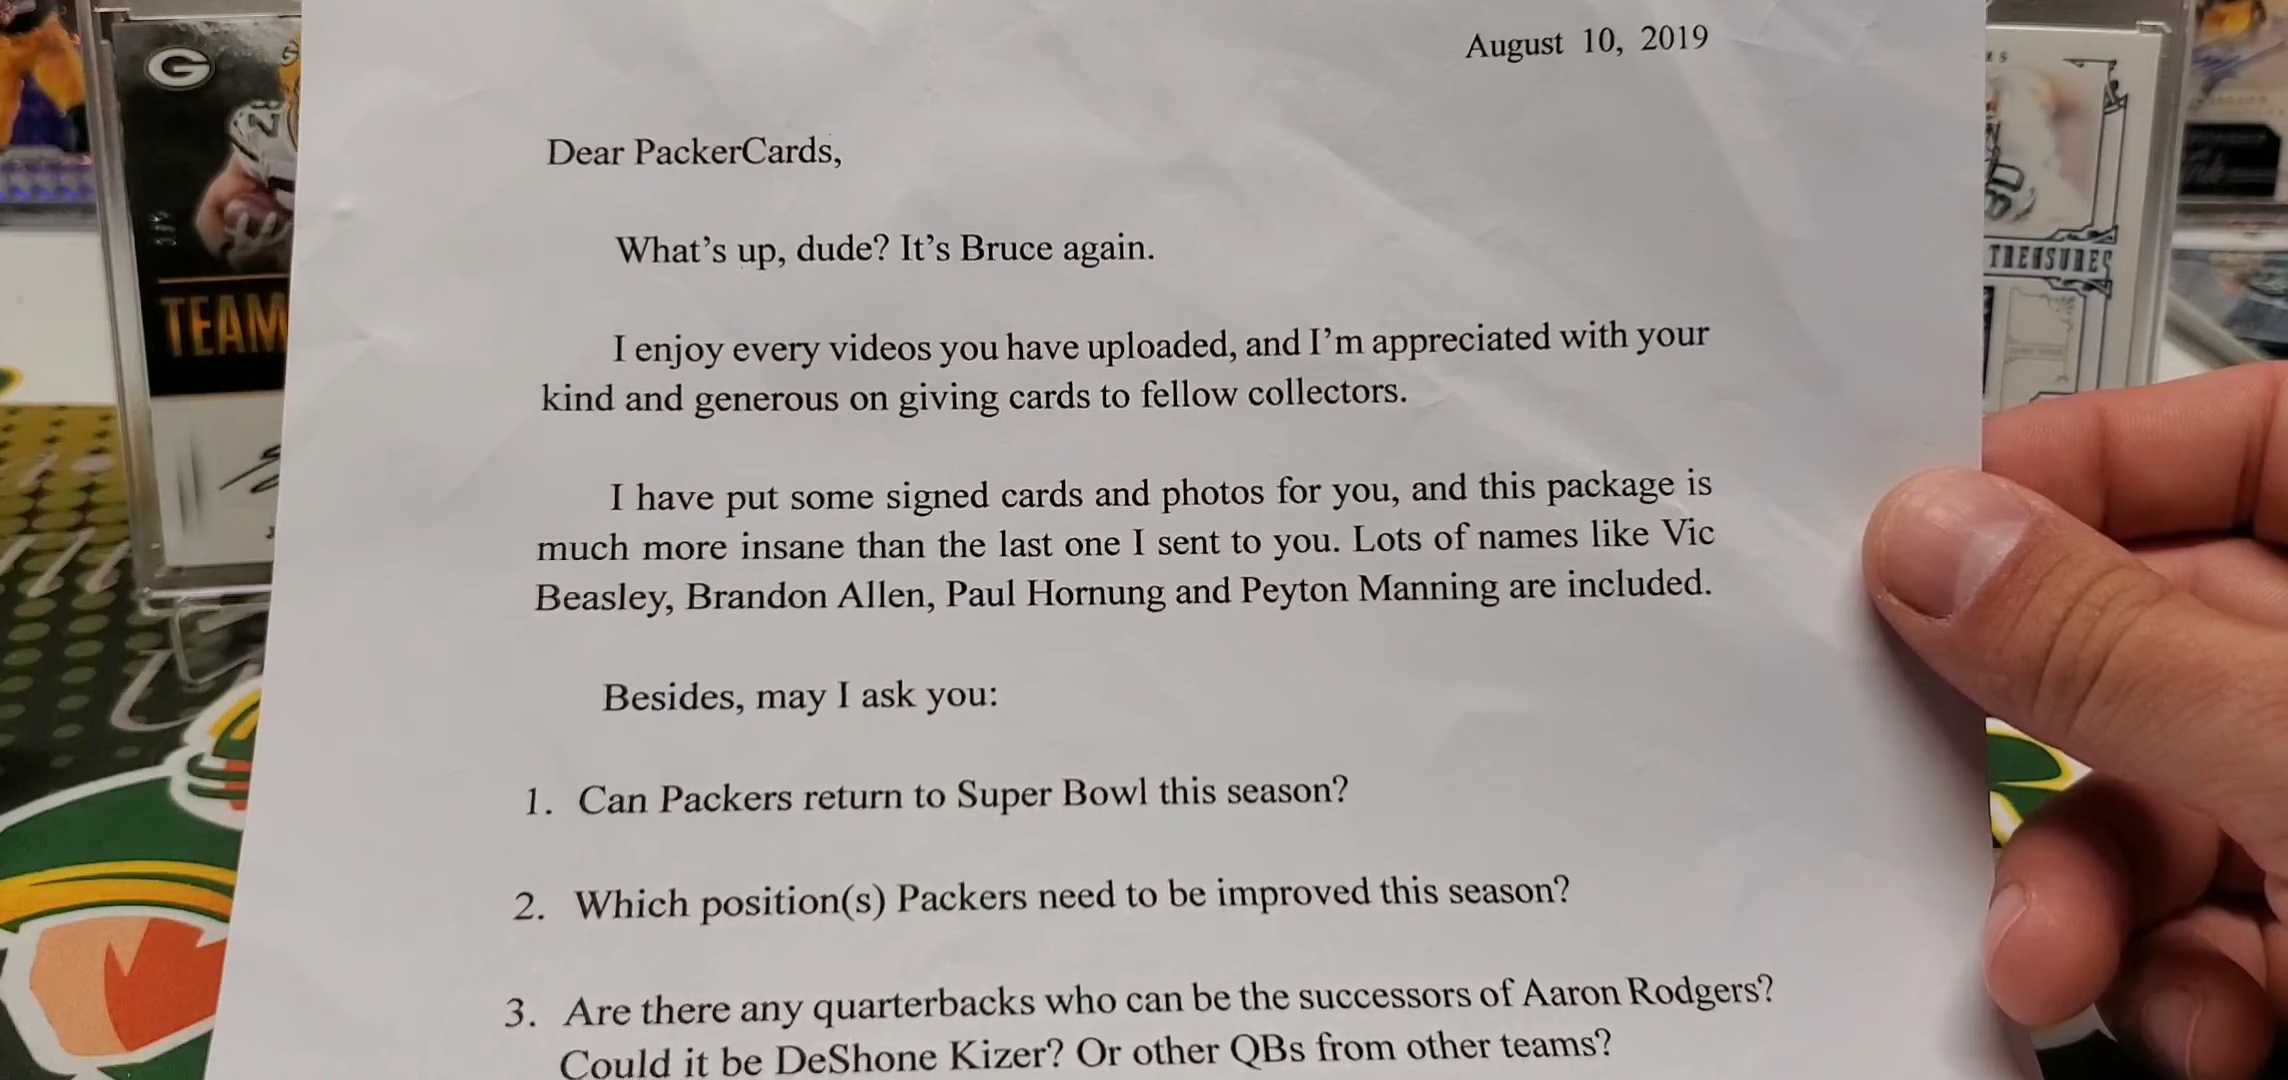 August 10, 2019
Dear PackerCards,
What's up, dude? It's Bruce again.
I enjoy every videos you have uploaded, and I'm appreciated with your
kind and generous on giving cards to fellow collectors.
I have put some signed cards and photos for you, and this package is
much more insane than the last one I sent to you. Lots of names like Vic
Beasley, Brandon Allen, Paul Hornung and Peyton Manning are included.
Besides, may I ask you:
1. Can Packers return to Super Bowl this season?
2. Which position(s) Packers need to be improved this season?
3. Are there any quarterbacks who can be the successors of Aaron Rodgers?
Could it be DeShone Kizer? Or other QBs from other teams?
G
TEAM
TREASURES